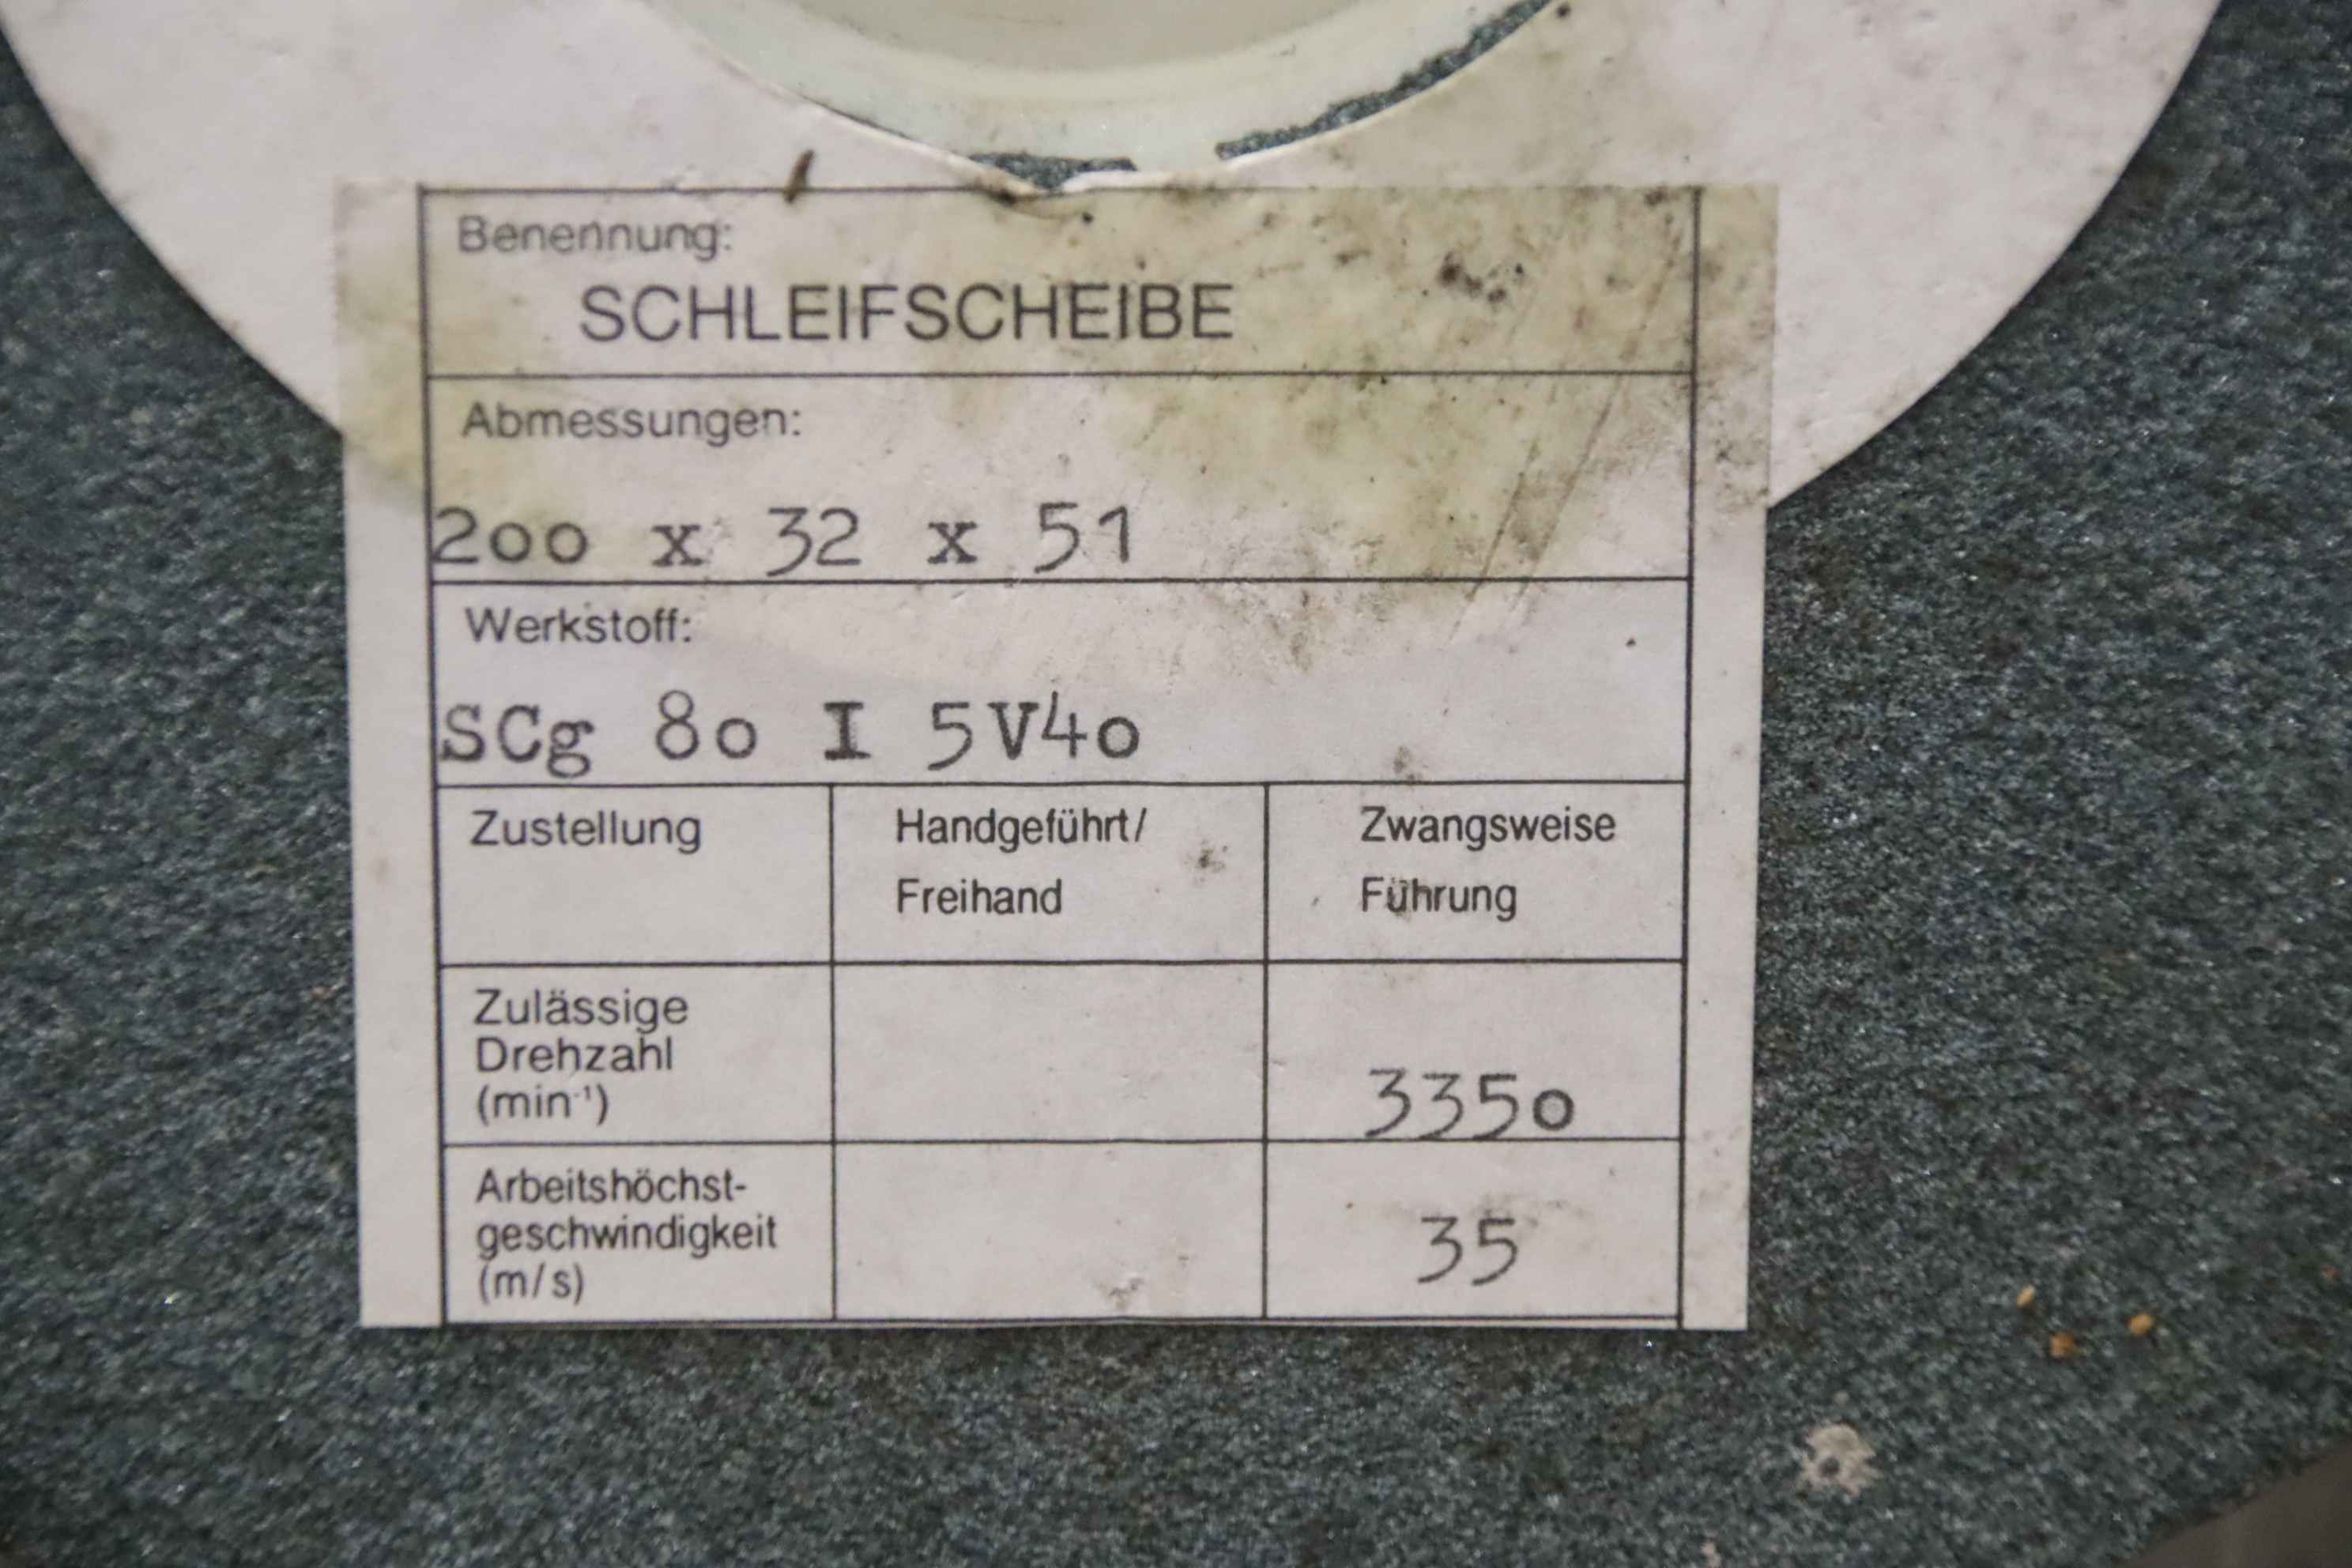 Benennung:
SCHLEIFSCHEIBE
Abmessungen:
200 x 32 x 51
Werkstoff:
SCg 80 I 5V40
Zustellung
Handgeführt/
Freihand
Zwangsweise
Führung
Zulässige
Drehzahl
(min⁻¹)
3350
Arbeitshöchst-
geschwindigkeit
(m/s)
35